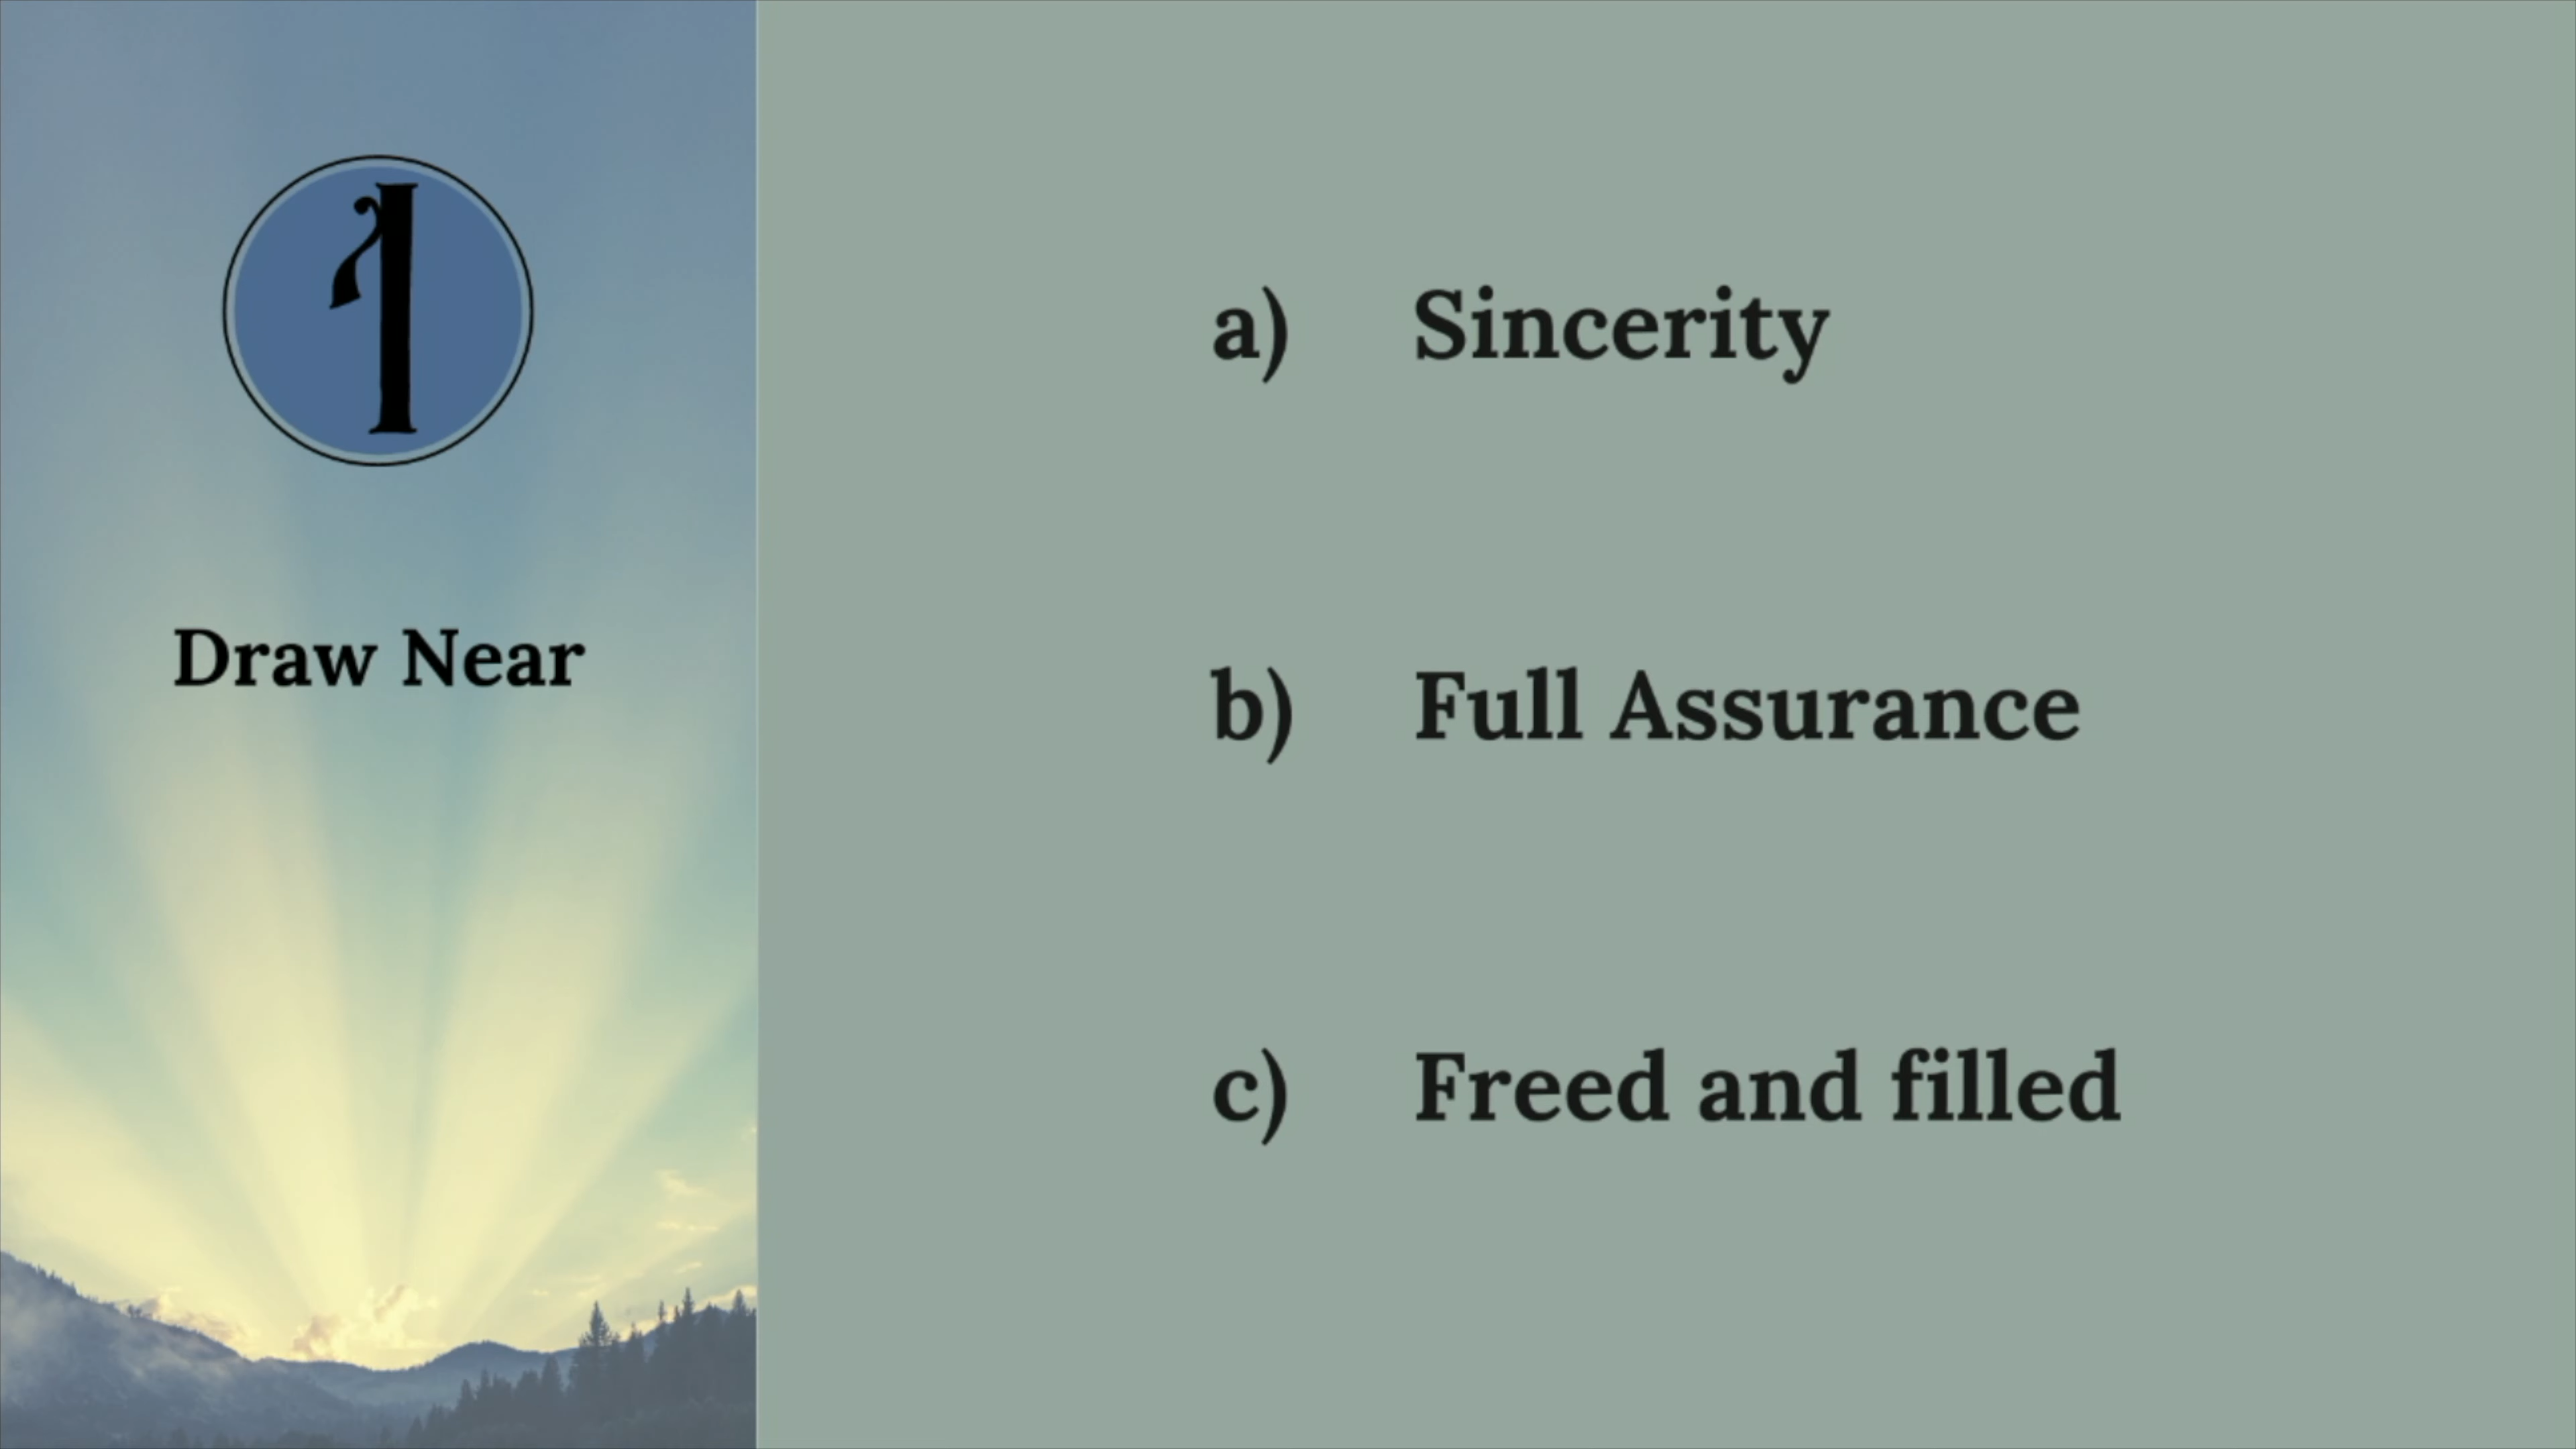 1
Draw Near
a) Sincerity
b) Full Assurance
c) Freed and filled